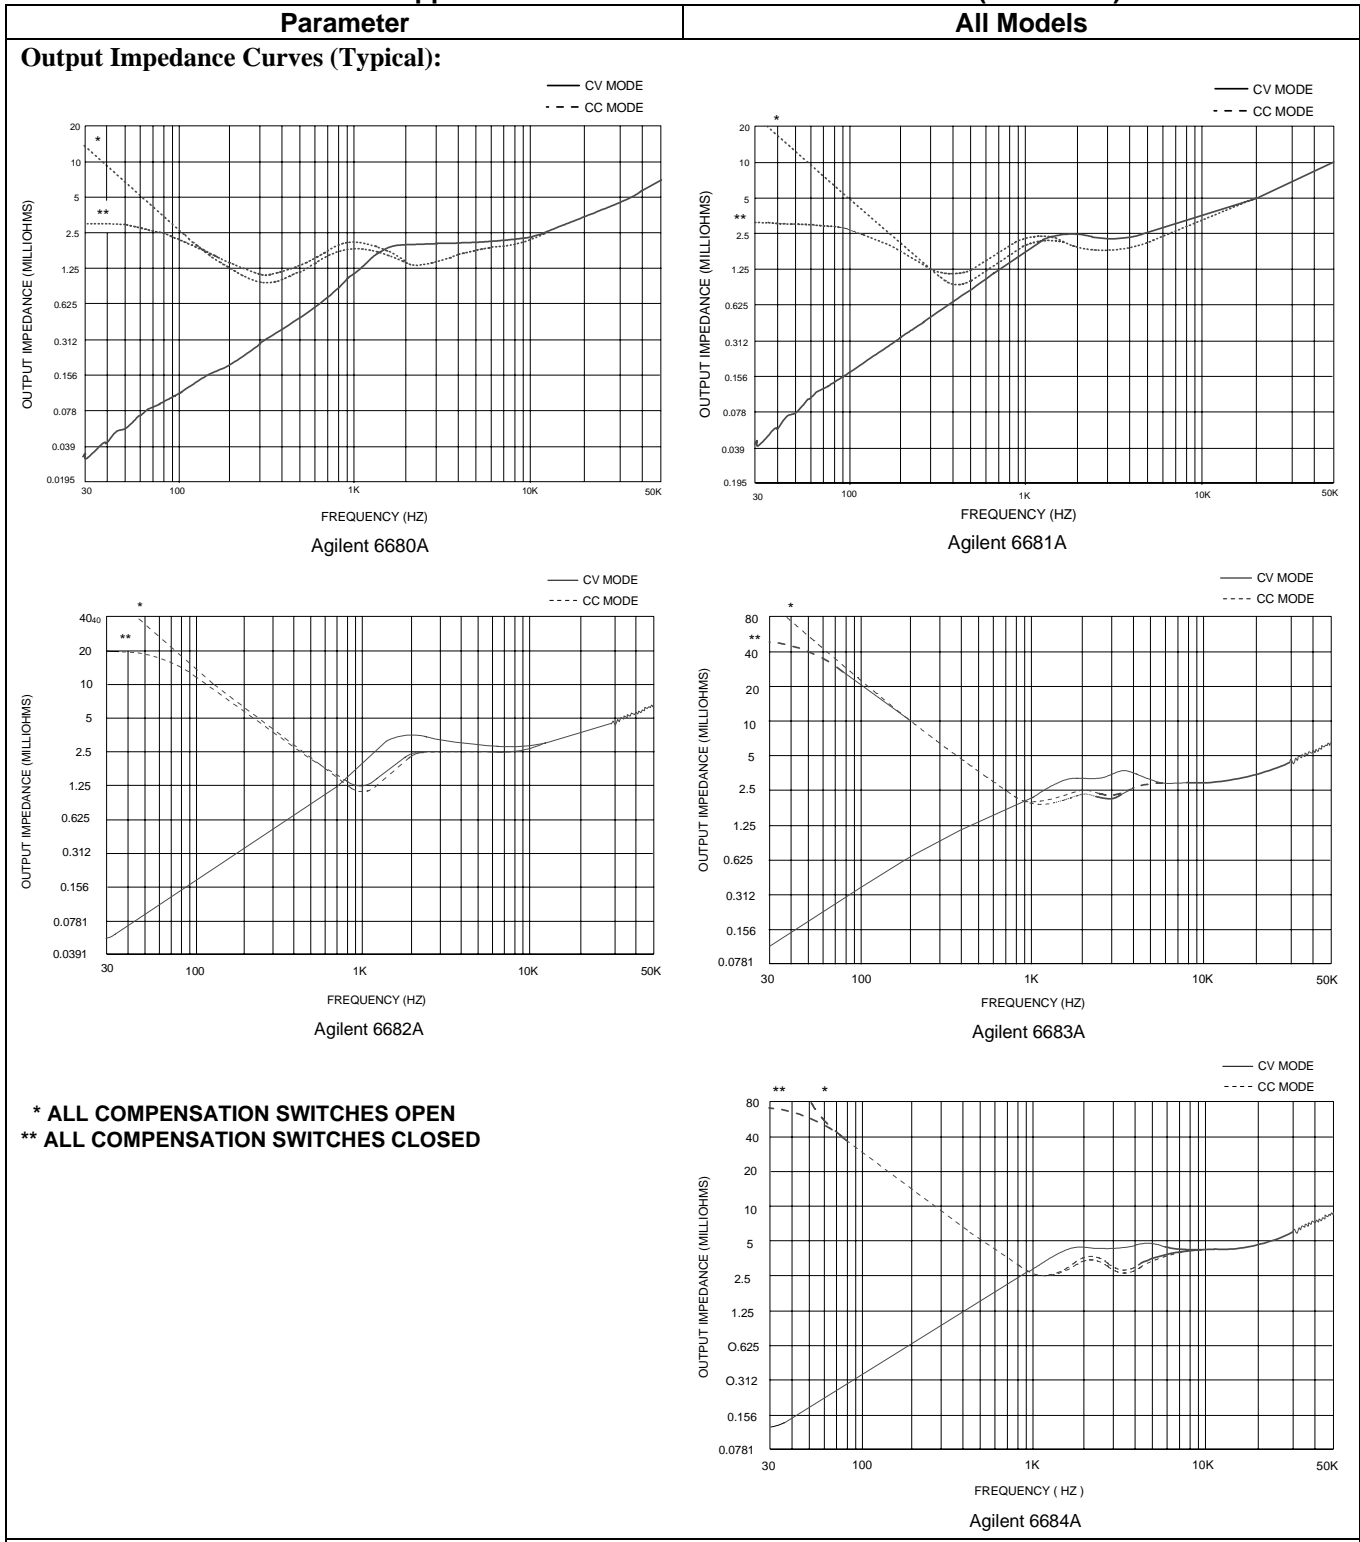 Parameter All Models
Output Impedance Curves (Typical):
CV MODE
CC MODE
*
**
20
10
5
2.5
1.25
0.625
0.312
0.156
0.078
0.039
0.0195
OUTPUT IMPEDANCE (MILLIOHMS)
30 100 1K 10K 50K
FREQUENCY (HZ)
Agilent 6680A
CV MODE
CC MODE
*
**
20
10
5
2.5
1.25
0.625
0.312
0.156
0.078
0.039
0.195
OUTPUT IMPEDANCE (MILLIOHMS)
30 100 1K 10K 50K
FREQUENCY (HZ)
Agilent 6681A
CV MODE
CC MODE
*
**
4040
20
10
5
2.5
1.25
0.625
0.312
0.156
0.0781
0.0391
OUTPUT IMPEDANCE (MILLIOHMS)
30 100 1K 10K 50K
FREQUENCY (HZ)
Agilent 6682A
CV MODE
CC MODE
*
**
80
40
20
10
5
2.5
1.25
0.625
0.312
0.156
0.0781
OUTPUT IMPEDANCE (MILLIOHMS)
30 100 1K 10K 50K
FREQUENCY (HZ)
Agilent 6683A
* ALL COMPENSATION SWITCHES OPEN
** ALL COMPENSATION SWITCHES CLOSED
CV MODE
CC MODE
** *
80
40
20
10
5
2.5
1.25
O.625
O.312
0.156
0.0781
OUTPUT IMPEDANCE (MILLIOHMS)
30 100 1K 10K 50K
FREQUENCY ( HZ )
Agilent 6684A